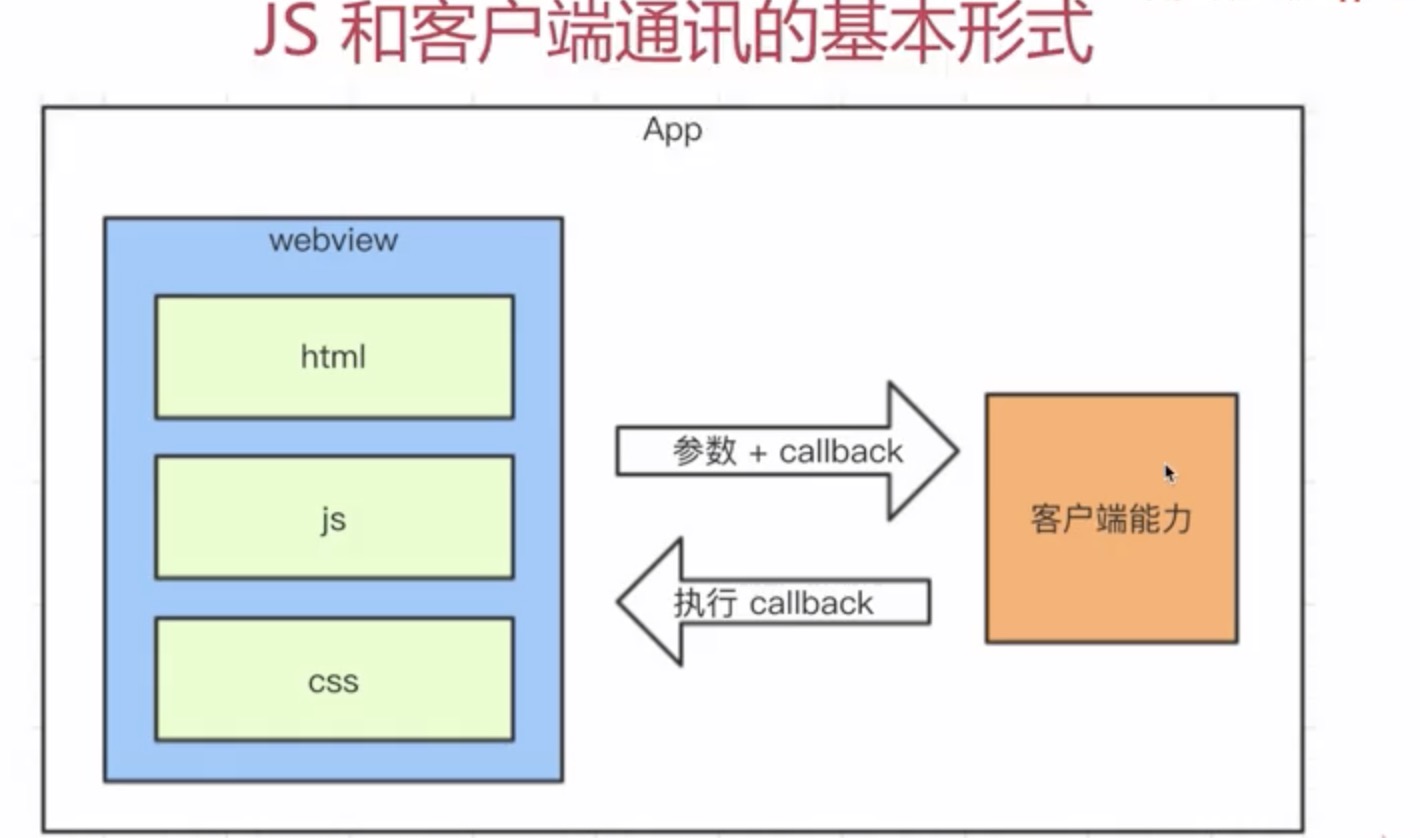 JS 和客户端通讯的基本形式
App
webview
html
js
css
参数 + callback
执行 callback
客户端能力